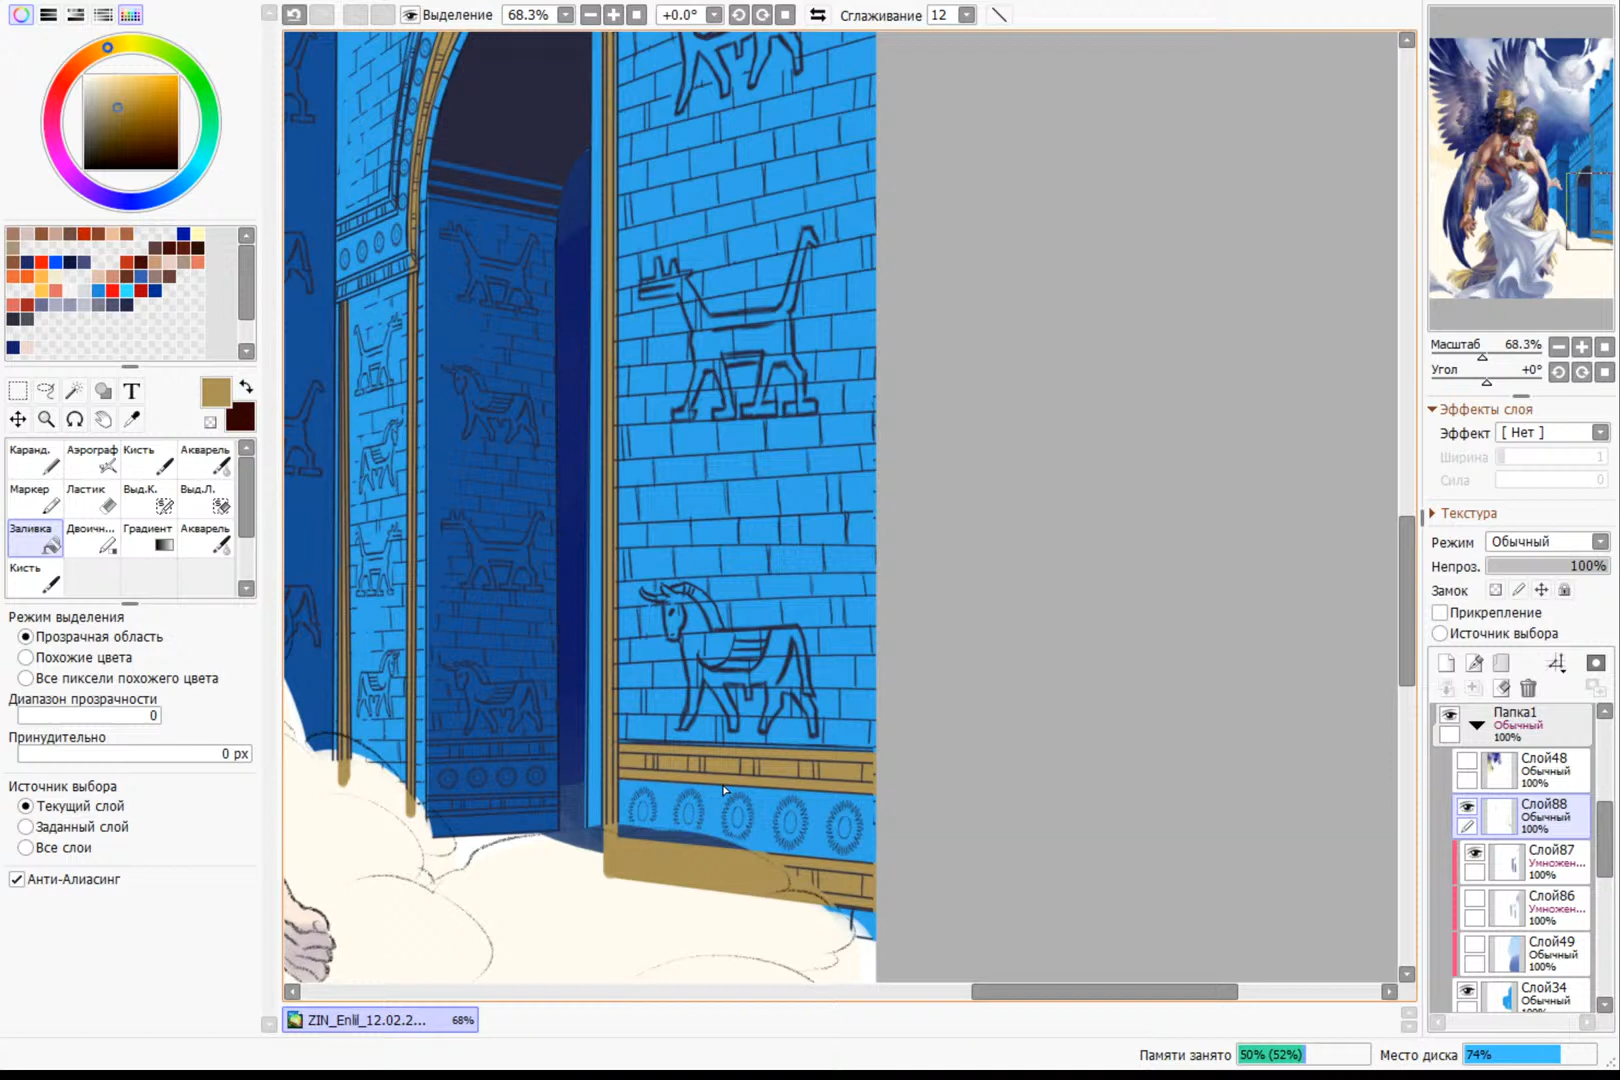 Выделение 68.3% +0.0° Сглаживание 12
Каранд. Аэрограф Кисть Акварель
Маркер Ластик Выд.К. Выд.Л.
Заливка Двоичн... Градиент Акварель
Кисть
Режим выделения
Прозрачная область
Похожие цвета
Все пиксели похожего цвета
Диапазон прозрачности
0
Принудительно
0 px
Источник выбора
Текущий слой
Заданный слой
Все слои
Анти-Алиасинг
ZIN_Enlil_12.02.2... 68%
Масштаб 68.3%
Угол +0°
Эффекты слоя
Эффект [ Нет ]
Ширина 1
Сила 0
Текстура
Режим Обычный
Непроз. 100%
Замок
Прикрепление
Источник выбора
Папка1
Обычный
100%
Слой48
Обычный
100%
Слой88
Обычный
100%
Слой87
Умножен...
100%
Слой86
Умножен...
100%
Слой49
Обычный
100%
Слой34
Обычный
100%
Памяти занято 50% (52%) Место диска 74%